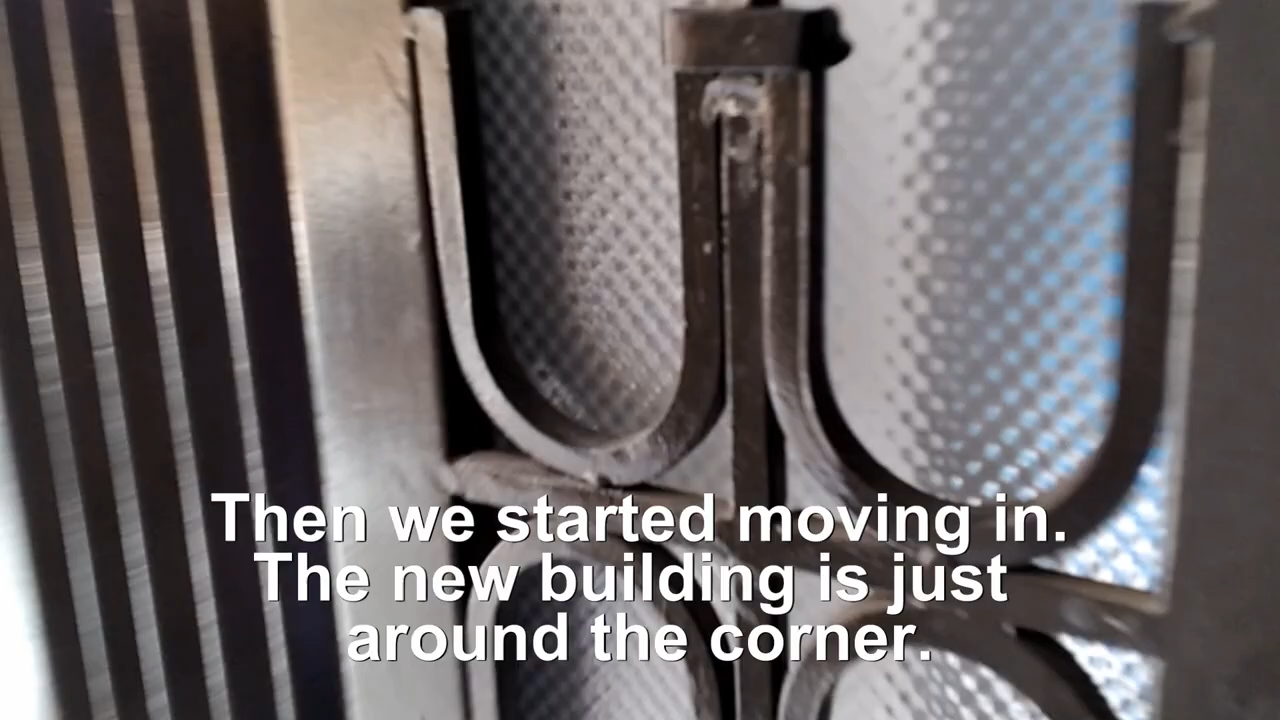 Then we started moving in.
The new building is just
around the corner.